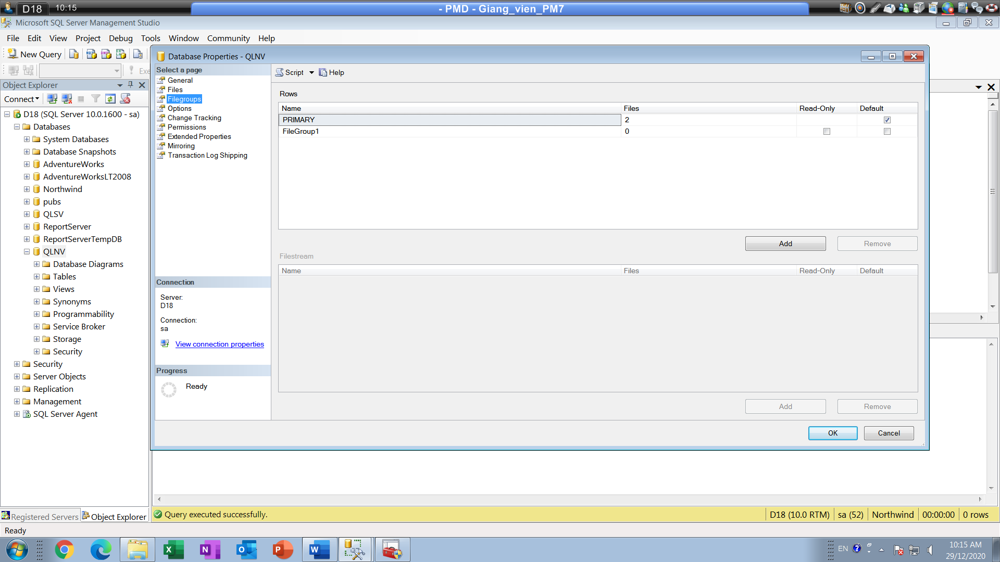 D18
10:15
- PMD - Giang_vien_PM7
Microsoft SQL Server Management Studio
File Edit View Project Debug Tools Window Community Help
New Query
Exe
Object Explorer
Connect
D18 (SQL Server 10.0.1600 - sa)
Databases
System Databases
Database Snapshots
AdventureWorks
AdventureWorksLT2008
Northwind
pubs
QLSV
ReportServer
ReportServerTempDB
QLNV
Database Diagrams
Tables
Views
Synonyms
Programmability
Service Broker
Storage
Security
Security
Server Objects
Replication
Management
SQL Server Agent
Registered Servers
Object Explorer
Database Properties - QLNV
Select a page
General
Files
Filegroups
Options
Change Tracking
Permissions
Extended Properties
Mirroring
Transaction Log Shipping
Connection
Server:
D18
Connection:
sa
View connection properties
Progress
Ready
Script Help
Rows
Name Files Read-Only Default
PRIMARY 2
FileGroup1 0
Add Remove
Filestream
Name Files Read-Only Default
Add Remove
OK Cancel
Query executed successfully.
D18 (10.0 RTM) sa (52) Northwind 00:00:00 0 rows
Ready
EN
10:15 AM
29/12/2020